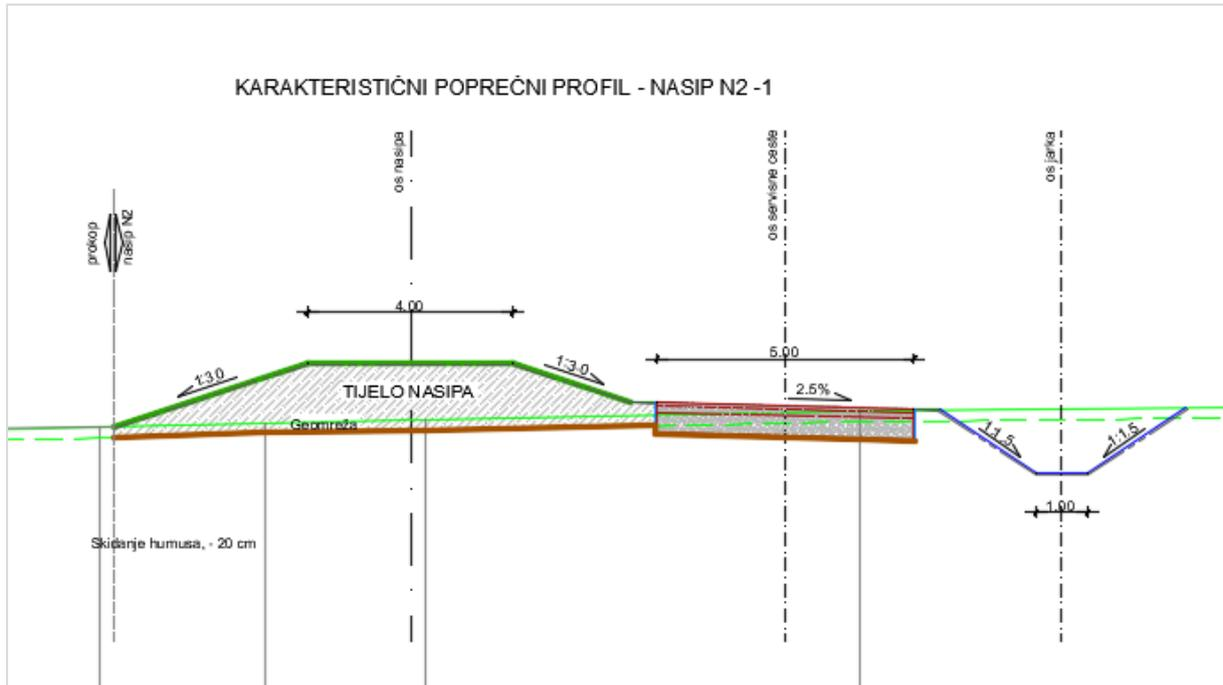 KARAKTERISTIČNI POPREČNI PROFIL - NASIP N2 -1
os nasipa
os servisne ceste
os jarka
prokop
nasip N2
4.00
5.00
1:3.0
1:3.0
2.5%
TIJELO NASIPA
Geomreža
1:1.5
1:1.5
1.00
Skidanje humusa, - 20 cm